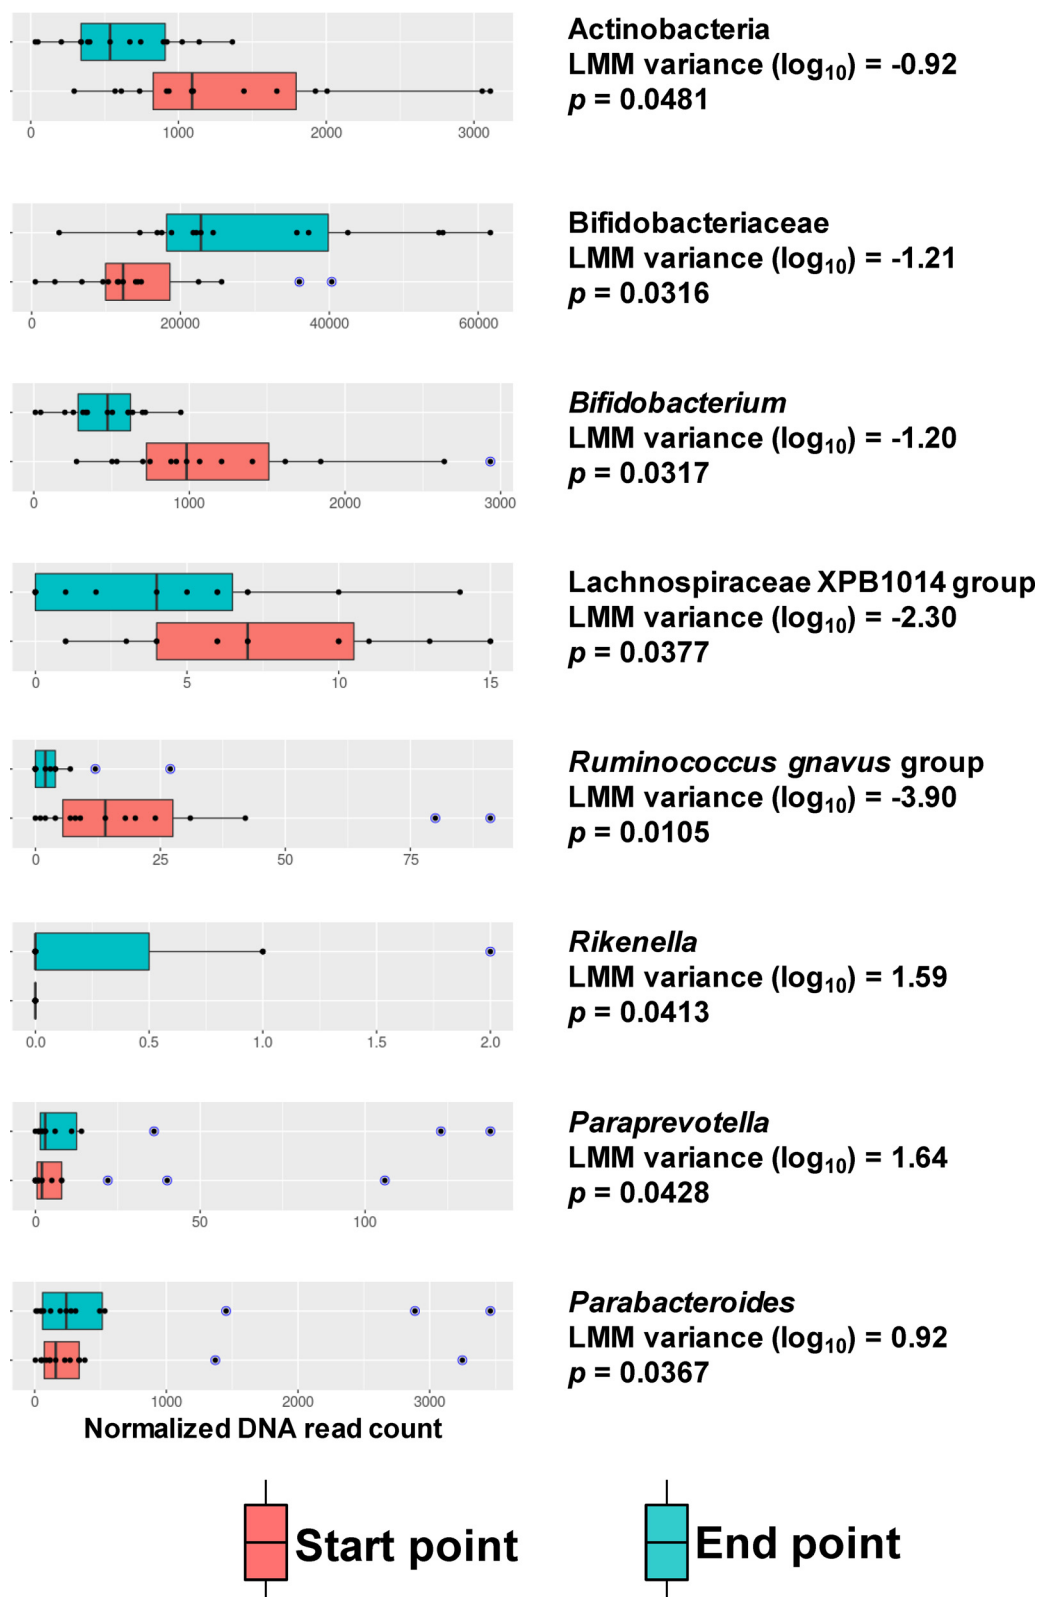 Actinobacteria
LMM variance (log10) = -0.92
p = 0.0481
0 1000 2000 3000
Bifidobacteriaceae
LMM variance (log10) = -1.21
p = 0.0316
0 20000 40000 60000
Bifidobacterium
LMM variance (log10) = -1.20
p = 0.0317
0 1000 2000 3000
Lachnospiraceae XPB1014 group
LMM variance (log10) = -2.30
p = 0.0377
0 5 10 15
Ruminococcus gnavus group
LMM variance (log10) = -3.90
p = 0.0105
0 25 50 75
Rikenella
LMM variance (log10) = 1.59
p = 0.0413
0.0 0.5 1.0 1.5 2.0
Paraprevotella
LMM variance (log10) = 1.64
p = 0.0428
0 50 100
Parabacteroides
LMM variance (log10) = 0.92
p = 0.0367
0 1000 2000 3000
Normalized DNA read count
Start point End point